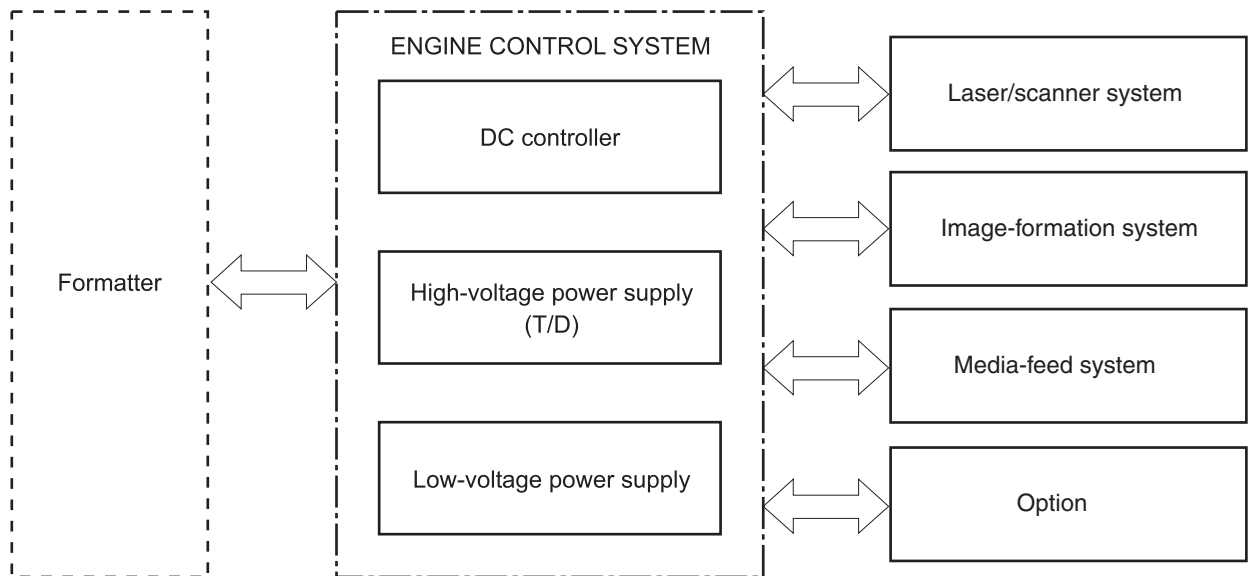 Formatter
ENGINE CONTROL SYSTEM
DC controller
High-voltage power supply
(T/D)
Low-voltage power supply
Laser/scanner system
Image-formation system
Media-feed system
Option